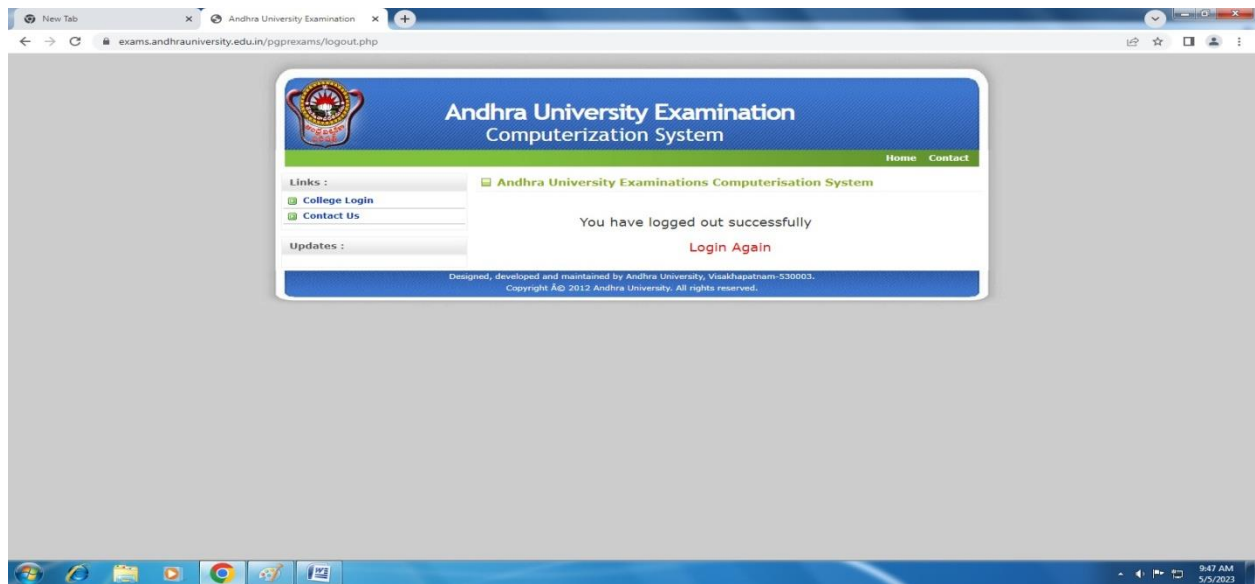 New Tab
Andhra University Examination
exams.andhrauniversity.edu.in/pgprexams/logout.php
Andhra University Examination
Computerization System
Home Contact
Links :
College Login
Contact Us
Updates :
Andhra University Examinations Computerisation System
You have logged out successfully
Login Again
Designed, developed and maintained by Andhra University, Visakhapatnam-530003.
Copyright Â© 2012 Andhra University. All rights reserved.
9:47 AM
5/5/2023